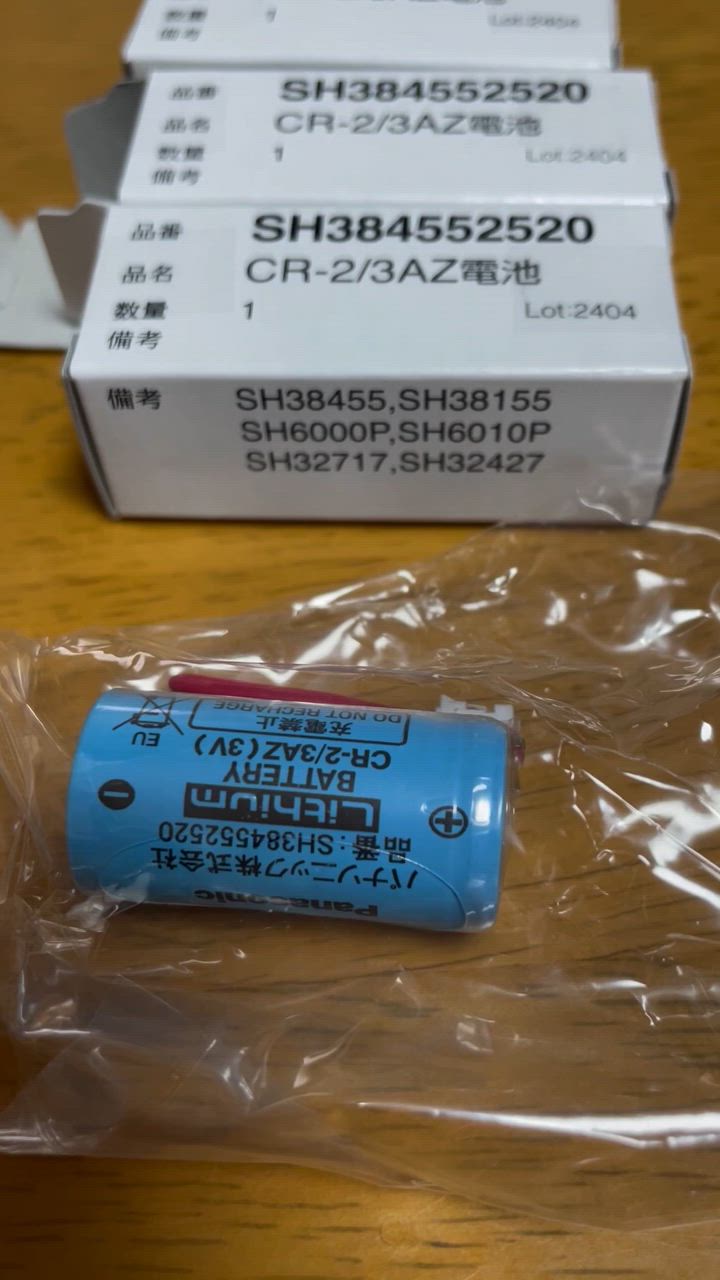 数量 1 Lot:2404
備考
品番 SH384552520
品名 CR-2/3AZ電池
数量 1 Lot:2404
備考
品番 SH384552520
品名 CR-2/3AZ電池
数量 1 Lot:2404
備考
備考 SH38455,SH38155
SH6000P,SH6010P
SH32717,SH32427
Panasonic
パナソニック株式会社
品番:SH384552520
Lithium
BATTERY
CR-2/3AZ(3V)
充電禁止
DO NOT RECHARGE
EU